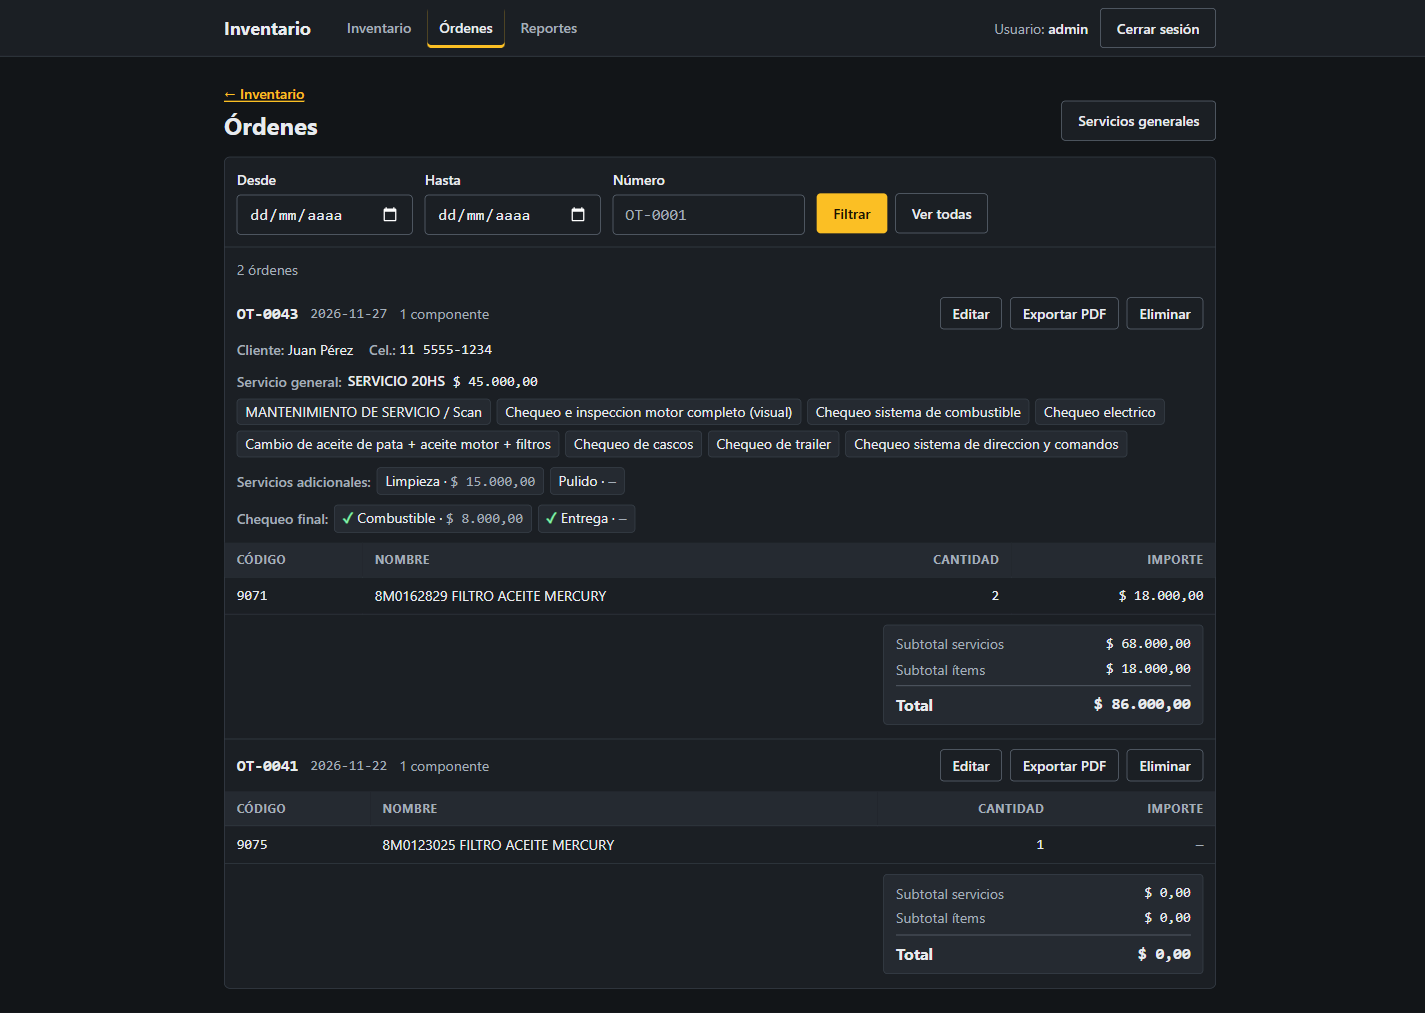 Inventario Inventario Órdenes Reportes Usuario: admin Cerrar sesión
← Inventario
Órdenes Servicios generales
Desde Hasta Número
dd/mm/aaaa dd/mm/aaaa OT-0001 Filtrar Ver todas
2 órdenes
OT-0043 2026-11-27 1 componente Editar Exportar PDF Eliminar
Cliente: Juan Pérez Cel.: 11 5555-1234
Servicio general: SERVICIO 20HS $ 45.000,00
MANTENIMIENTO DE SERVICIO / Scan Chequeo e inspeccion motor completo (visual) Chequeo sistema de combustible Chequeo electrico
Cambio de aceite de pata + aceite motor + filtros Chequeo de cascos Chequeo de trailer Chequeo sistema de direccion y comandos
Servicios adicionales: Limpieza · $ 15.000,00 Pulido · —
Chequeo final: ✓ Combustible · $ 8.000,00 ✓ Entrega · —
CÓDIGO NOMBRE CANTIDAD IMPORTE
9071 8M0162829 FILTRO ACEITE MERCURY 2 $ 18.000,00
Subtotal servicios $ 68.000,00
Subtotal ítems $ 18.000,00
Total $ 86.000,00
OT-0041 2026-11-22 1 componente Editar Exportar PDF Eliminar
CÓDIGO NOMBRE CANTIDAD IMPORTE
9075 8M0123025 FILTRO ACEITE MERCURY 1 —
Subtotal servicios $ 0,00
Subtotal ítems $ 0,00
Total $ 0,00